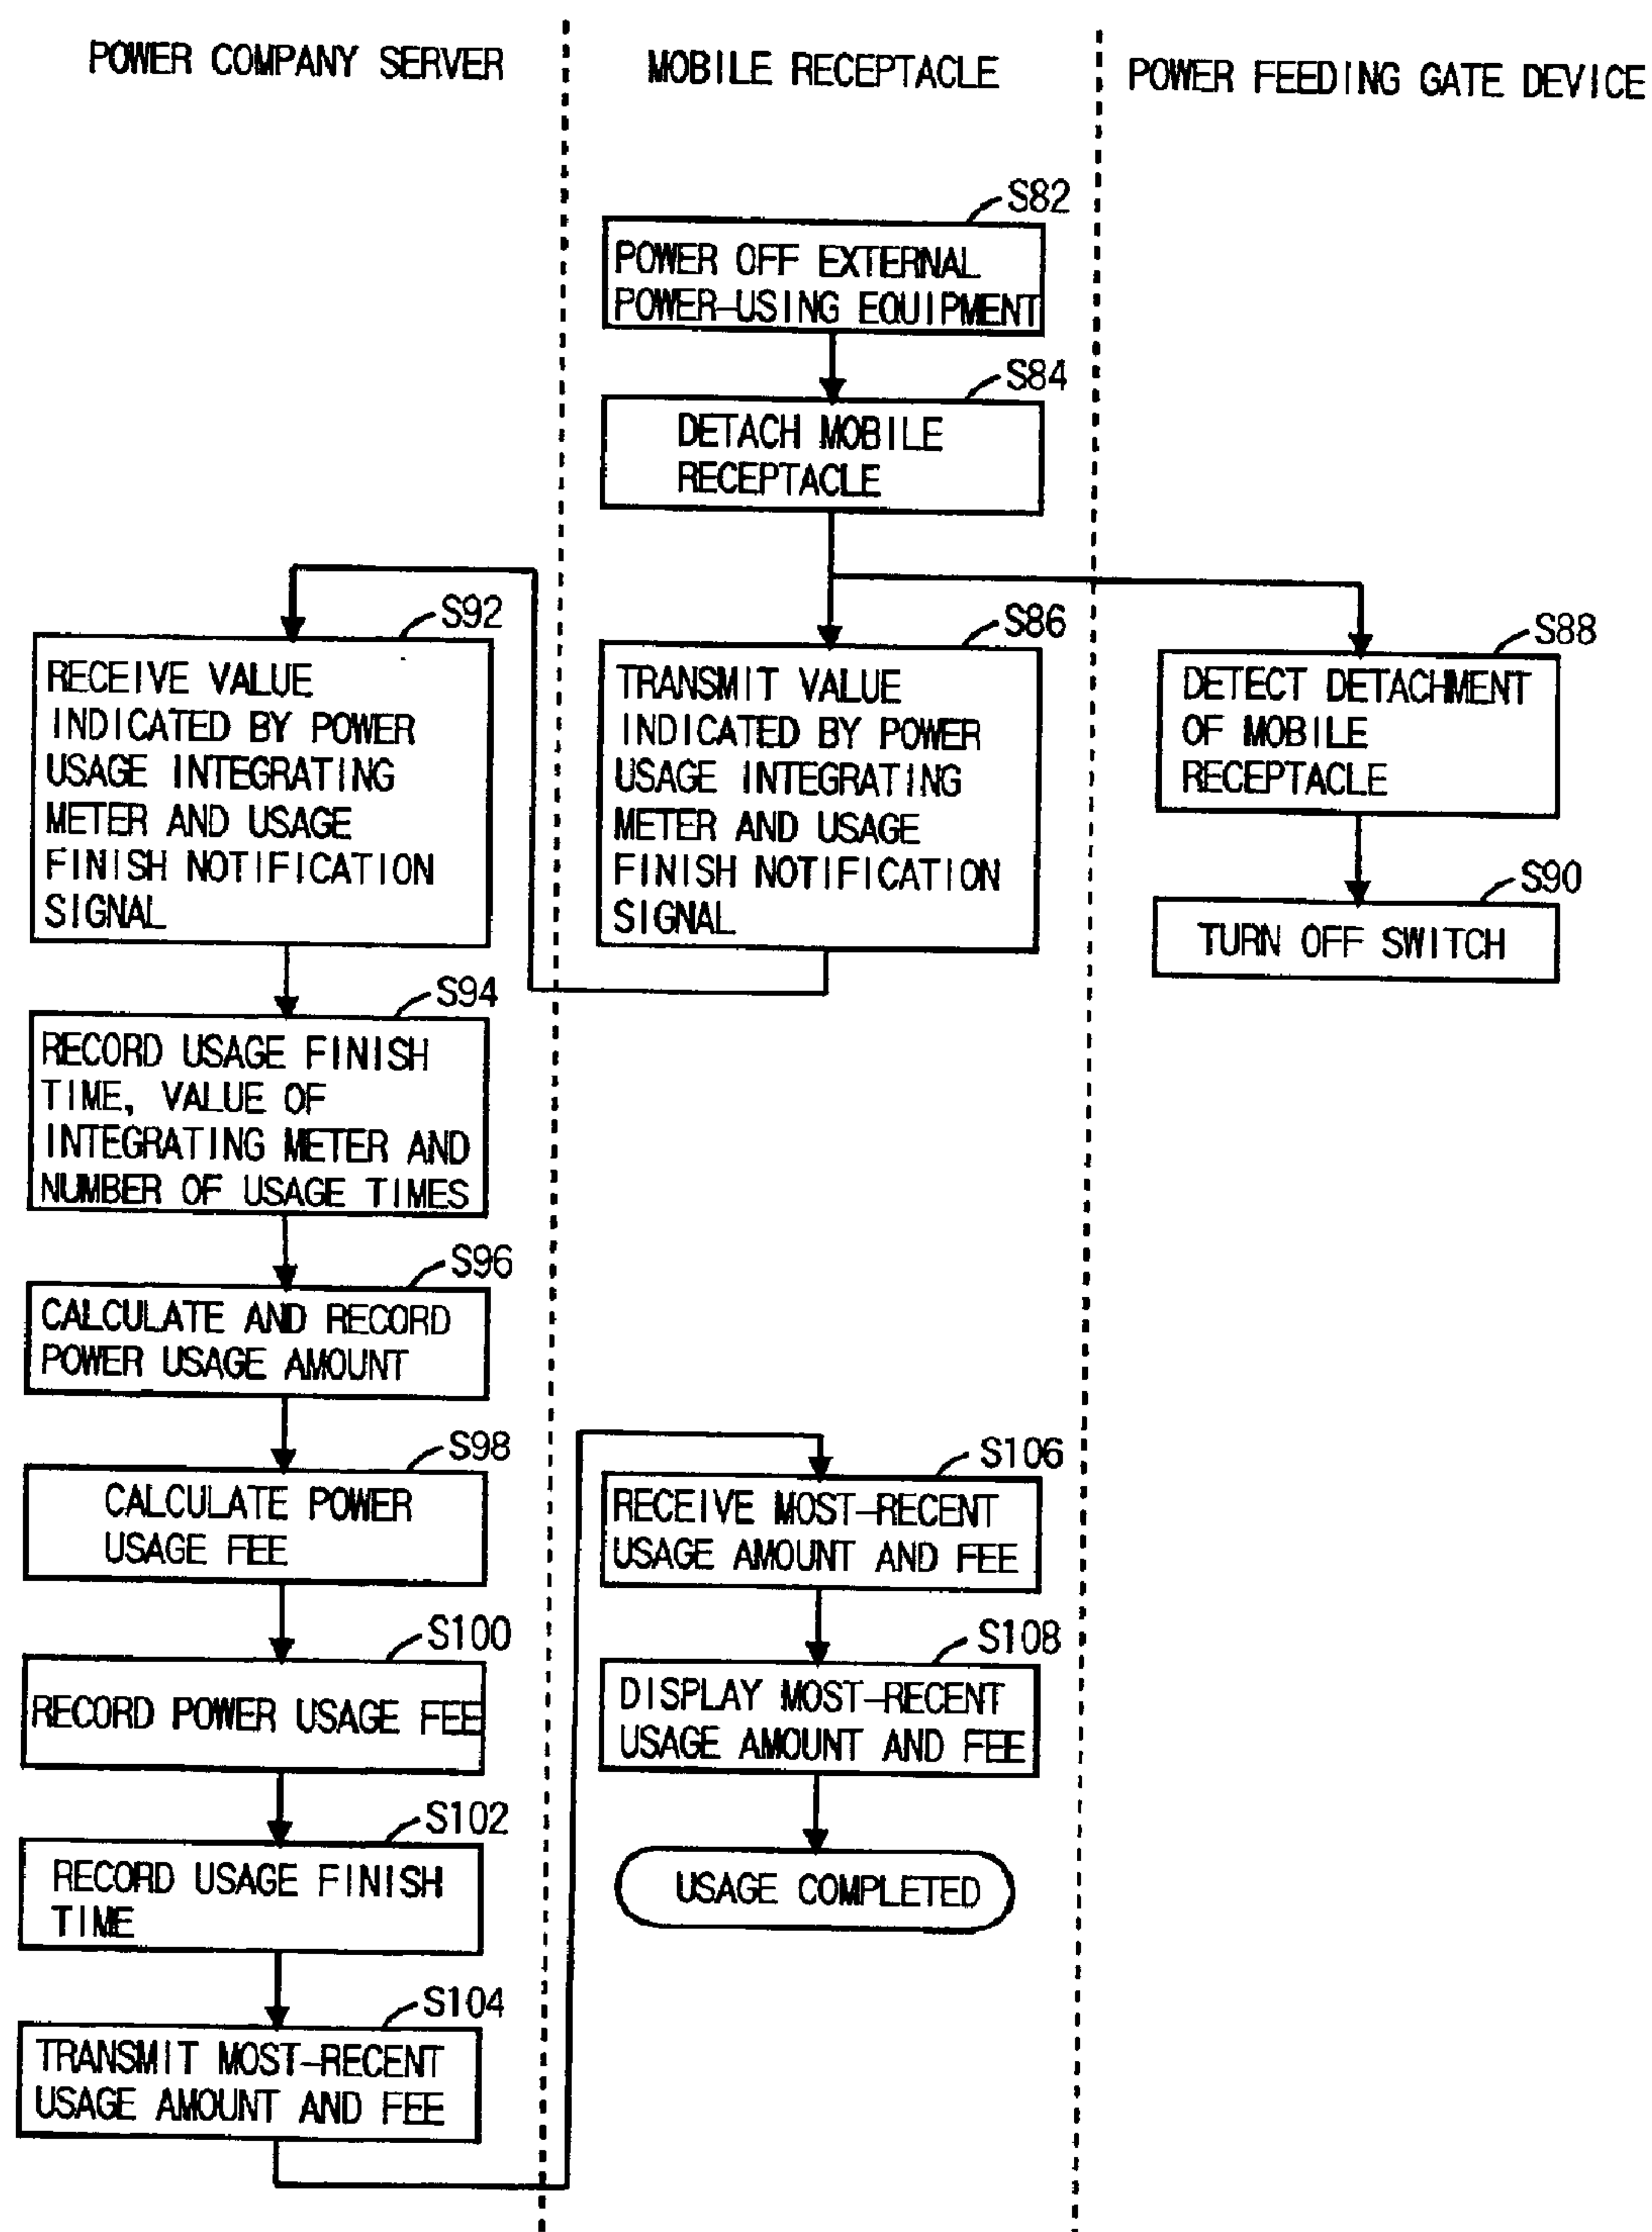 POWER COMPANY SERVER
MOBILE RECEPTACLE
POWER FEEDING GATE DEVICE
S82
POWER OFF EXTERNAL
POWER-USING EQUIPMENT
S84
DETACH MOBILE
RECEPTACLE
S86
TRANSMIT VALUE
INDICATED BY POWER
USAGE INTEGRATING
METER AND USAGE
FINISH NOTIFICATION
SIGNAL
S88
DETECT DETACHMENT
OF MOBILE
RECEPTACLE
S90
TURN OFF SWITCH
S92
RECEIVE VALUE
INDICATED BY POWER
USAGE INTEGRATING
METER AND USAGE
FINISH NOTIFICATION
SIGNAL
S94
RECORD USAGE FINISH
TIME, VALUE OF
INTEGRATING METER AND
NUMBER OF USAGE TIMES
S96
CALCULATE AND RECORD
POWER USAGE AMOUNT
S98
CALCULATE POWER
USAGE FEE
S100
RECORD POWER USAGE FEE
S102
RECORD USAGE FINISH
TIME
S104
TRANSMIT MOST-RECENT
USAGE AMOUNT AND FEE
S106
RECEIVE MOST-RECENT
USAGE AMOUNT AND FEE
S108
DISPLAY MOST-RECENT
USAGE AMOUNT AND FEE
USAGE COMPLETED